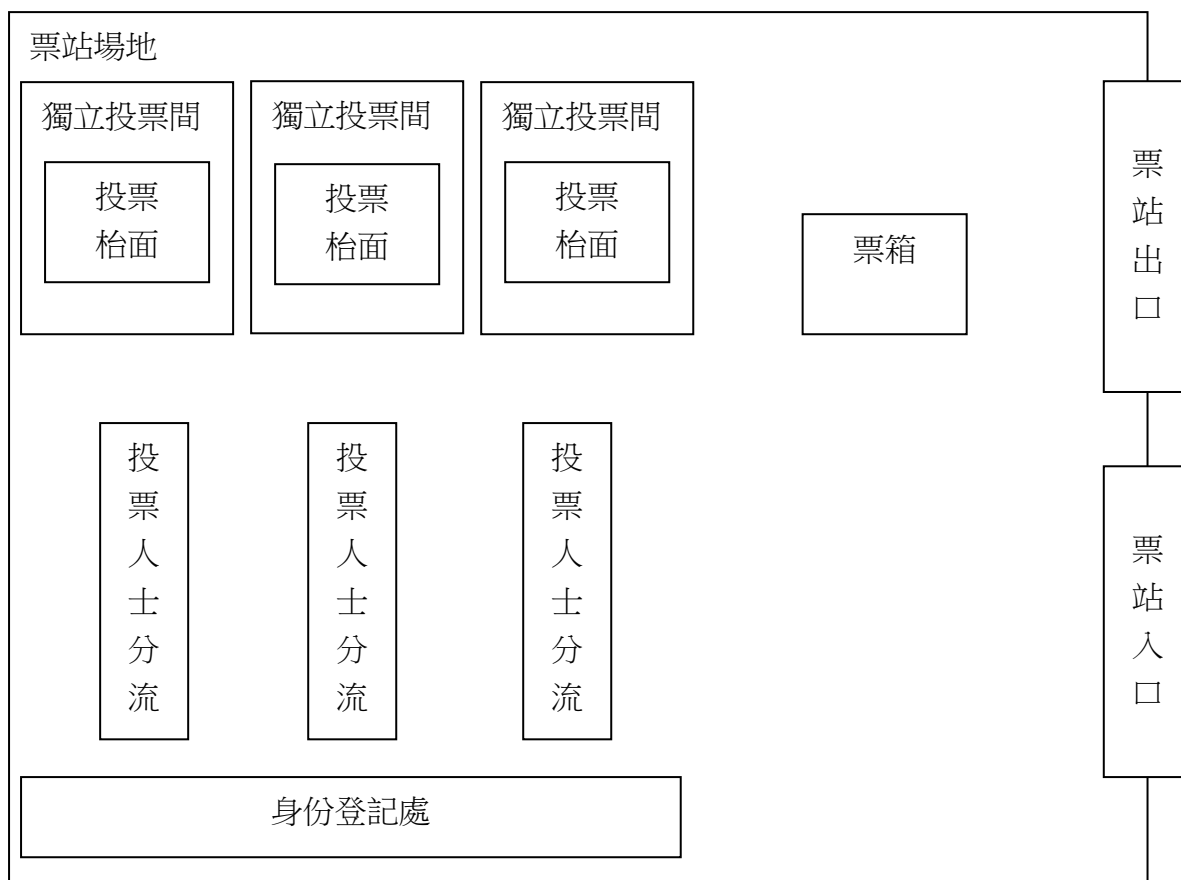 票站場地
獨立投票間
獨立投票間
獨立投票間
投票
枱面
投票
枱面
投票
枱面
票箱
票站出口
投票人士分流
投票人士分流
投票人士分流
票站入口
身份登記處